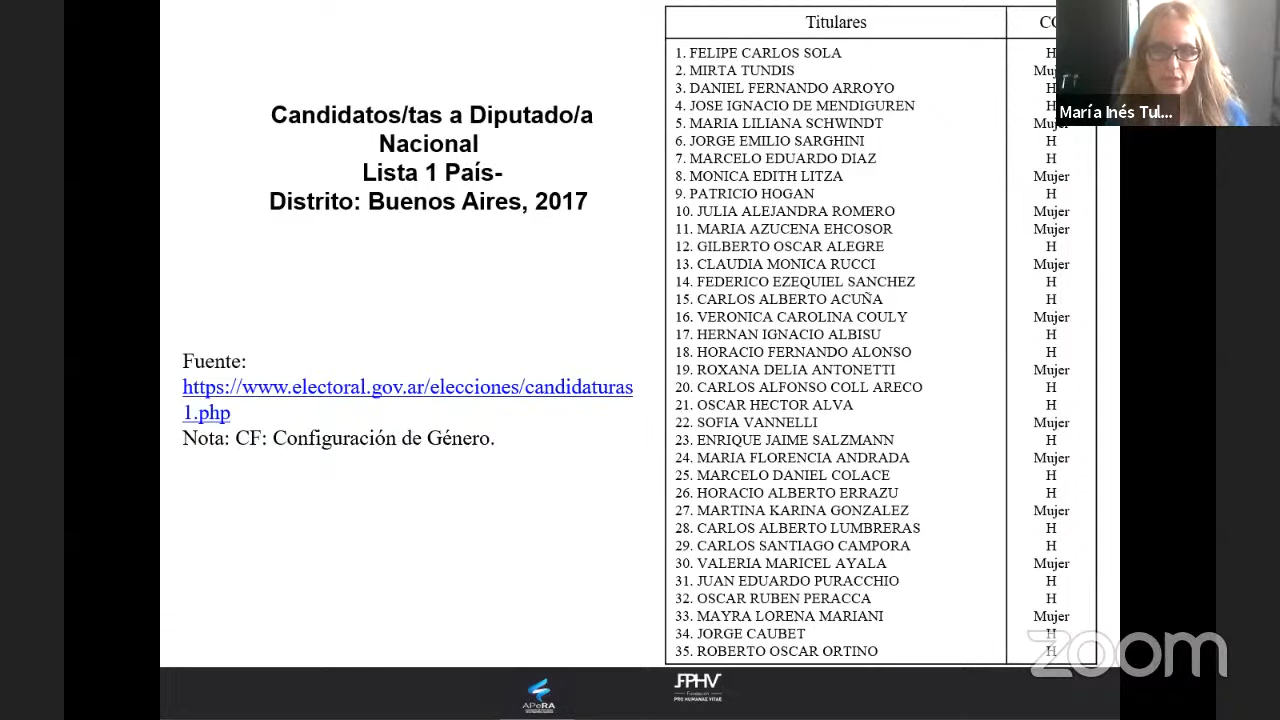 Candidatos/tas a Diputado/a
Nacional
Lista 1 País-
Distrito: Buenos Aires, 2017
Fuente:
https://www.electoral.gov.ar/elecciones/candidaturas
1.php
Nota: CF: Configuración de Género.
Titulares
1. FELIPE CARLOS SOLA H
2. MIRTA TUNDIS
3. DANIEL FERNANDO ARROYO H
4. JOSE IGNACIO DE MENDIGUREN H
5. MARIA LILIANA SCHWINDT
6. JORGE EMILIO SARGHINI H
7. MARCELO EDUARDO DIAZ H
8. MONICA EDITH LITZA Mujer
9. PATRICIO HOGAN H
10. JULIA ALEJANDRA ROMERO Mujer
11. MARIA AZUCENA EHCOSOR Mujer
12. GILBERTO OSCAR ALEGRE H
13. CLAUDIA MONICA RUCCI Mujer
14. FEDERICO EZEQUIEL SANCHEZ H
15. CARLOS ALBERTO ACUÑA H
16. VERONICA CAROLINA COULY Mujer
17. HERNAN IGNACIO ALBISU H
18. HORACIO FERNANDO ALONSO H
19. ROXANA DELIA ANTONETTI Mujer
20. CARLOS ALFONSO COLL ARECO H
21. OSCAR HECTOR ALVA H
22. SOFIA VANNELLI Mujer
23. ENRIQUE JAIME SALZMANN H
24. MARIA FLORENCIA ANDRADA Mujer
25. MARCELO DANIEL COLACE H
26. HORACIO ALBERTO ERRAZU H
27. MARTINA KARINA GONZALEZ Mujer
28. CARLOS ALBERTO LUMBRERAS H
29. CARLOS SANTIAGO CAMPORA H
30. VALERIA MARICEL AYALA Mujer
31. JUAN EDUARDO PURACCHIO H
32. OSCAR RUBEN PERACCA H
33. MAYRA LORENA MARIANI Mujer
34. JORGE CAUBET H
35. ROBERTO OSCAR ORTINO H
María Inés Tul...
zoom
APeRA
FPHV
Fundación
PRO HUMANAE VITAE